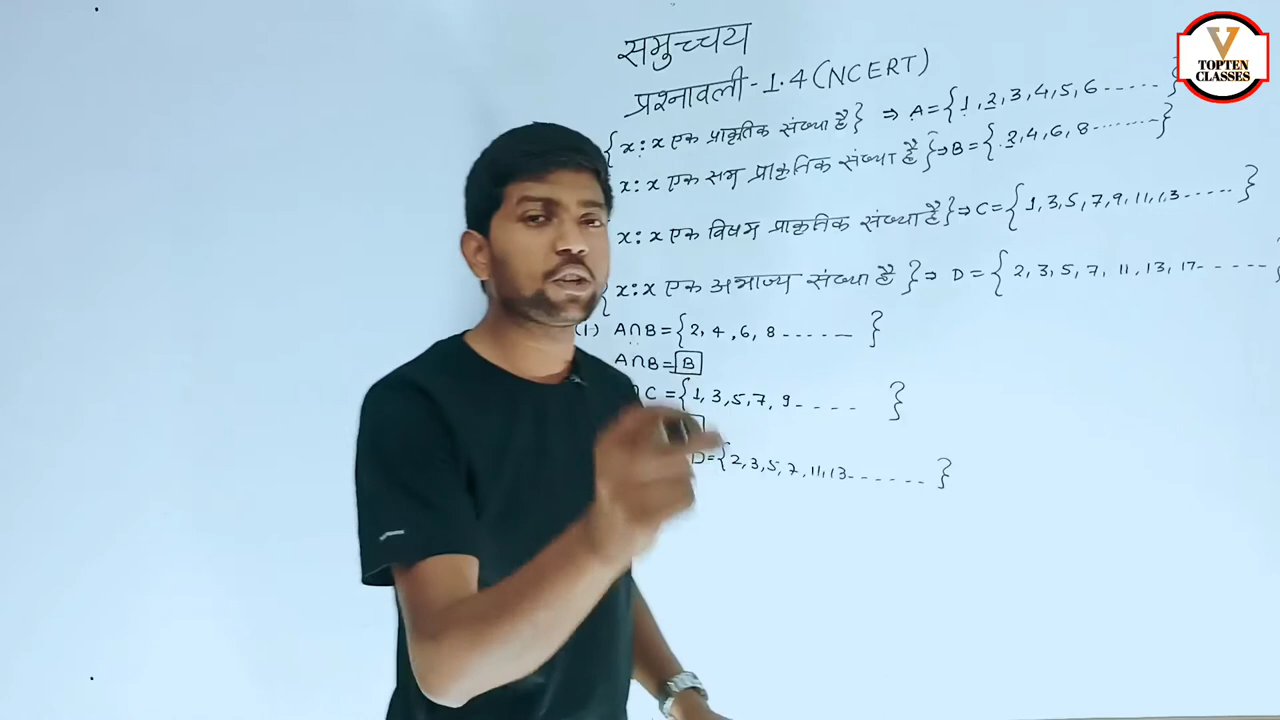 V
TOPTEN
CLASSES
समुच्चय
प्रश्नावली-1.4(NCERT)
{x:x एक प्राकृतिक संख्या है} ⇒ A={1,2,3,4,5,6.....}
x:x एक सम प्राकृतिक संख्या है}⇒B={2,4,6,8........}
x:x एक विषम प्राकृतिक संख्या है}⇒C={1,3,5,7,9,11,13.....}
{x:x एक अभाज्य संख्या है}⇒ D={2,3,5,7,11,13,17------}
(1) A∩B={2,4,6,8-----}
A∩B=B
∩C={1,3,5,7,9----}
D={2,3,5,7,11,13------}